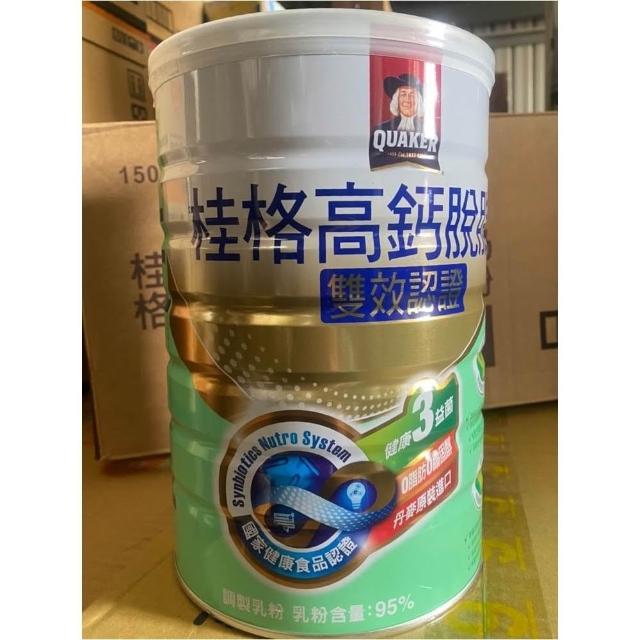 QUAKER
桂格高鈣脫脂
雙效認證
健康3益菌
0脂肪0膽固醇
丹麥原裝進口
Synbiotics Nutro System
國家健康食品認證
調製乳粉 乳粉含量:95%
150
桂格